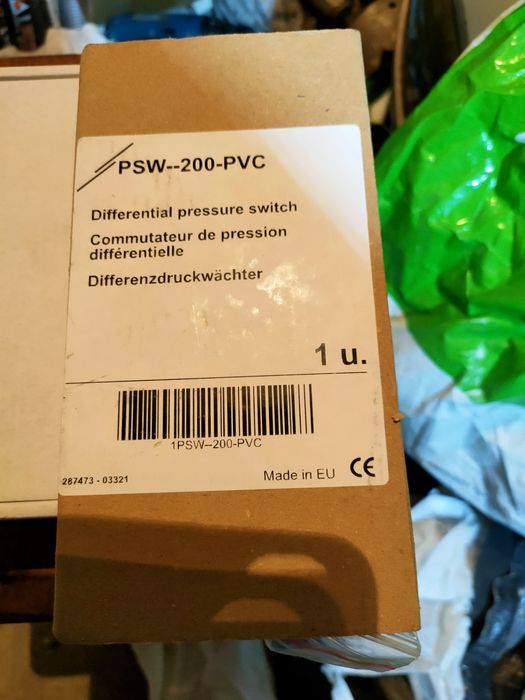 PSW--200-PVC
Differential pressure switch
Commutateur de pression
différentielle
Differenzdruckwächter
1 u.
1PSW--200-PVC
287473 - 03321
Made in EU CE